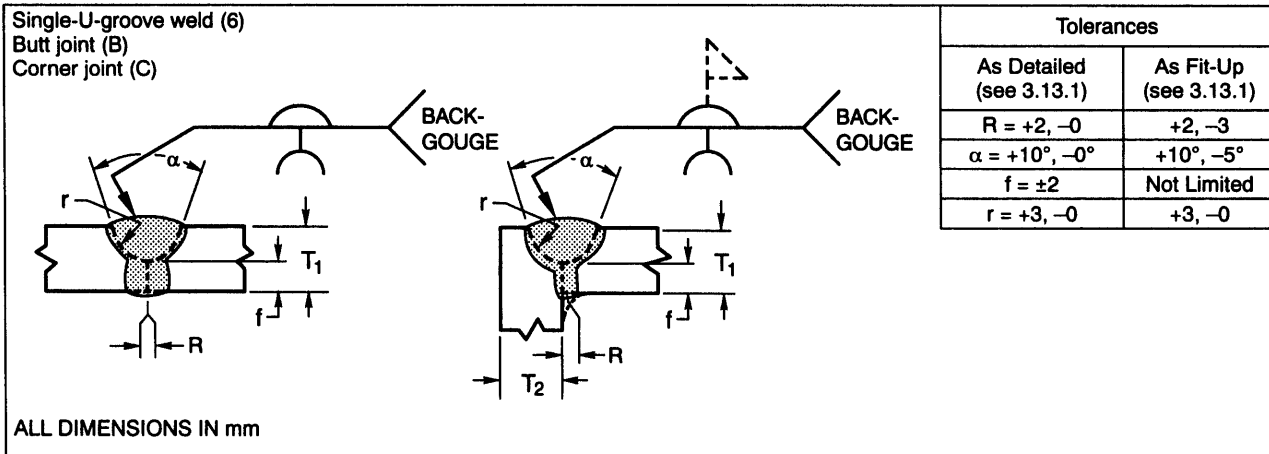 Single-U-groove weld (6)
Butt joint (B)
Corner joint (C)
BACK-
GOUGE
α
r
T1
f
R
BACK-
GOUGE
α
r
T1
f
R
T2
ALL DIMENSIONS IN mm
Tolerances
As Detailed
(see 3.13.1)
As Fit-Up
(see 3.13.1)
R = +2, –0
+2, –3
α = +10°, –0°
+10°, –5°
f = ±2
Not Limited
r = +3, –0
+3, –0